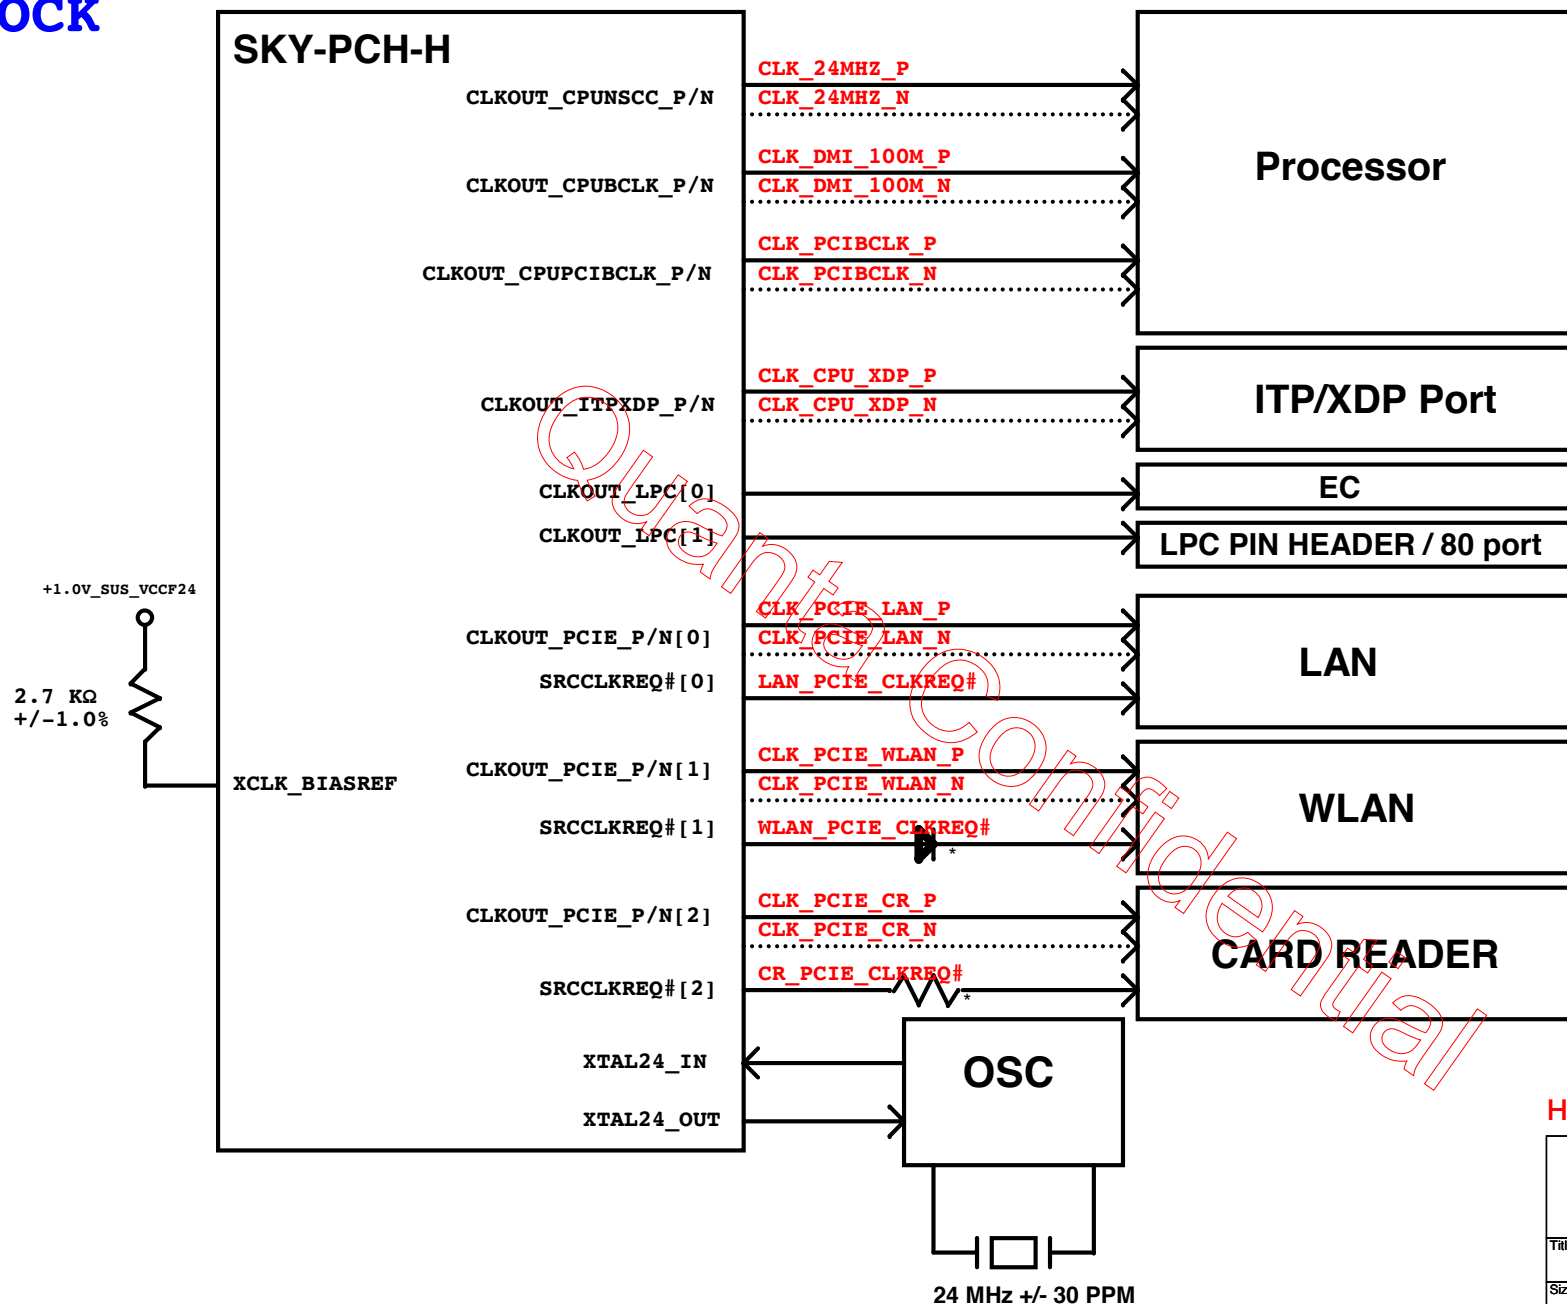 OCK
SKY-PCH-H
CLKOUT_CPUNSCC_P/N
CLK_24MHZ_P
CLK_24MHZ_N
Processor
CLKOUT_CPUBCLK_P/N
CLK_DMI_100M_P
CLK_DMI_100M_N
CLKOUT_CPUPCIBCLK_P/N
CLK_PCIBCLK_P
CLK_PCIBCLK_N
CLKOUT_ITPXDP_P/N
CLK_CPU_XDP_P
CLK_CPU_XDP_N
ITP/XDP Port
CLKOUT_LPC[0]
EC
CLKOUT_LPC[1]
LPC PIN HEADER / 80 port
+1.0V_SUS_VCCF24
2.7 KΩ
+/-1.0%
XCLK_BIASREF
CLKOUT_PCIE_P/N[0]
CLK_PCIE_LAN_P
CLK_PCIE_LAN_N
SRCCLKREQ#[0]
LAN_PCIE_CLKREQ#
LAN
CLKOUT_PCIE_P/N[1]
CLK_PCIE_WLAN_P
CLK_PCIE_WLAN_N
SRCCLKREQ#[1]
WLAN_PCIE_CLKREQ#
*
WLAN
CLKOUT_PCIE_P/N[2]
CLK_PCIE_CR_P
CLK_PCIE_CR_N
SRCCLKREQ#[2]
CR_PCIE_CLKREQ#
*
CARD READER
XTAL24_IN
XTAL24_OUT
OSC
24 MHz +/- 30 PPM
Quanta Confidential
H
Titl
Siz